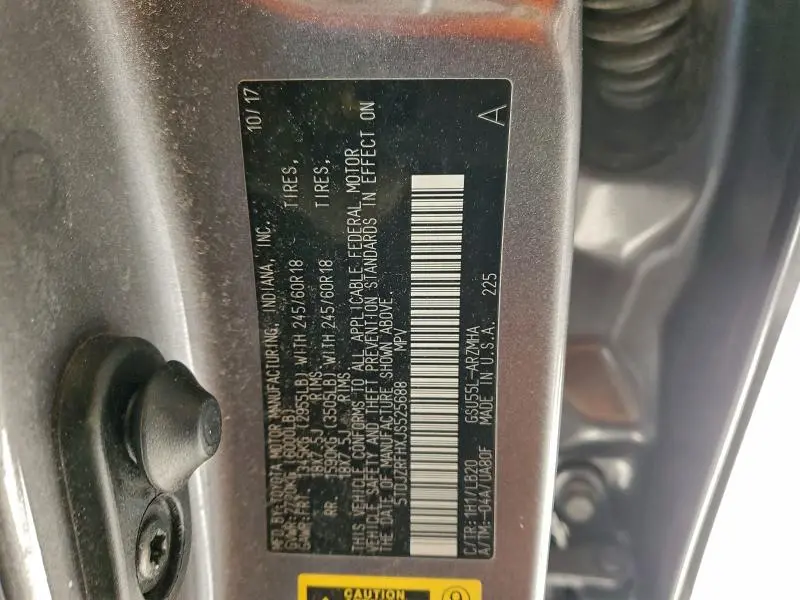 MFD BY: TOYOTA MOTOR MANUFACTURING, INDIANA, INC. 10/17
GVWR: 2720KG (6000LB)
GAWR: FRT. 1345KG (2955LB) WITH 245/60R18 TIRES,
18X7.5J RIMS,
RR. 1590KG (3505LB) WITH 245/60R18 TIRES,
18X7.5J RIMS,
THIS VEHICLE CONFORMS TO ALL APPLICABLE FEDERAL MOTOR
VEHICLE SAFETY AND THEFT PREVENTION STANDARDS IN EFFECT ON
THE DATE OF MANUFACTURE SHOWN ABOVE.
5TDJZRFHXJS525688 MPV
C/TR: 1H1/LB20 GSU55L-ARZMHA
A/TM: -04A/UA80F MADE IN U.S.A. 225 A
CAUTION